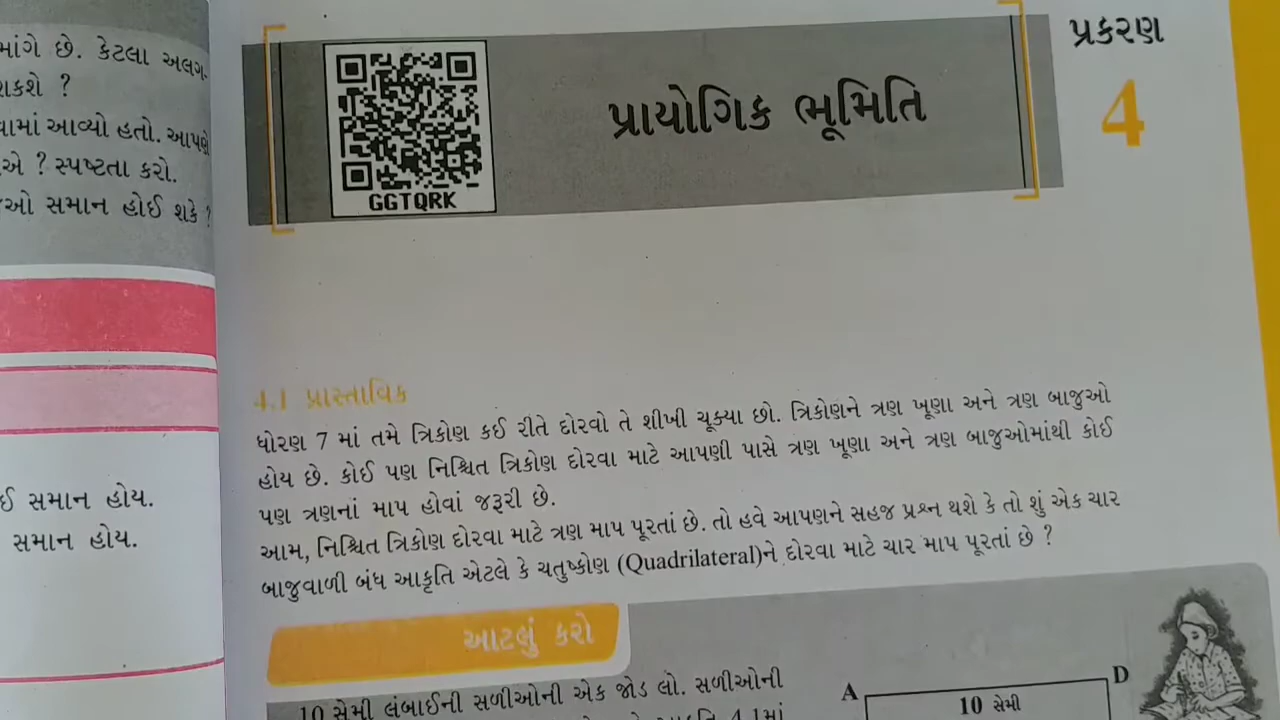 માંગે છે. કેટલા અલગ-
શકશે ?
વામાં આવ્યો હતો. આપણે
એ ? સ્પષ્ટતા કરો.
ઓ સમાન હોઈ શકે ?
ઈ સમાન હોય.
સમાન હોય.
પ્રકરણ
4
પ્રાયોગિક ભૂમિતિ
GGTQRK
4.1 પ્રાસ્તાવિક
ધોરણ 7 માં તમે ત્રિકોણ કઈ રીતે દોરવો તે શીખી ચૂક્યા છો. ત્રિકોણને ત્રણ ખૂણા અને ત્રણ બાજુઓ
હોય છે. કોઈ પણ નિશ્ચિત ત્રિકોણ દોરવા માટે આપણી પાસે ત્રણ ખૂણા અને ત્રણ બાજુઓમાંથી કોઈ
પણ ત્રણનાં માપ હોવાં જરૂરી છે.
આમ, નિશ્ચિત ત્રિકોણ દોરવા માટે ત્રણ માપ પૂરતાં છે. તો હવે આપણને સહજ પ્રશ્ન થશે કે તો શું એક ચાર
બાજુવાળી બંધ આકૃતિ એટલે કે ચતુષ્કોણ (Quadrilateral)ને દોરવા માટે ચાર માપ પૂરતાં છે ?
આટલું કરો
10 સેમી લંબાઈની સળીઓની એક જોડ લો. સળીઓની
આકૃતિ 4.1માં
A
D
10 સેમી